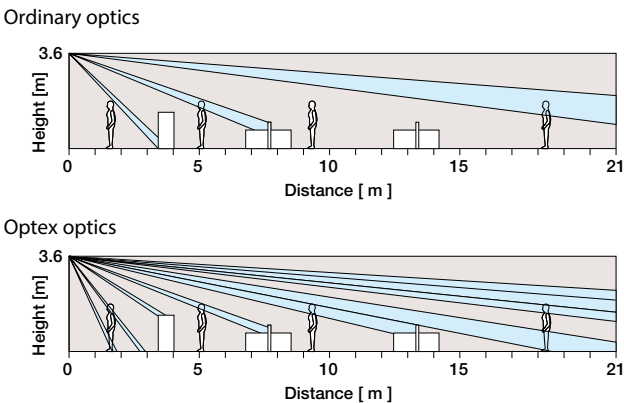 Ordinary optics
3.6
Height [m]
0 5 10 15 21
Distance [ m ]
Optex optics
3.6
Height [m]
0 5 10 15 21
Distance [ m ]